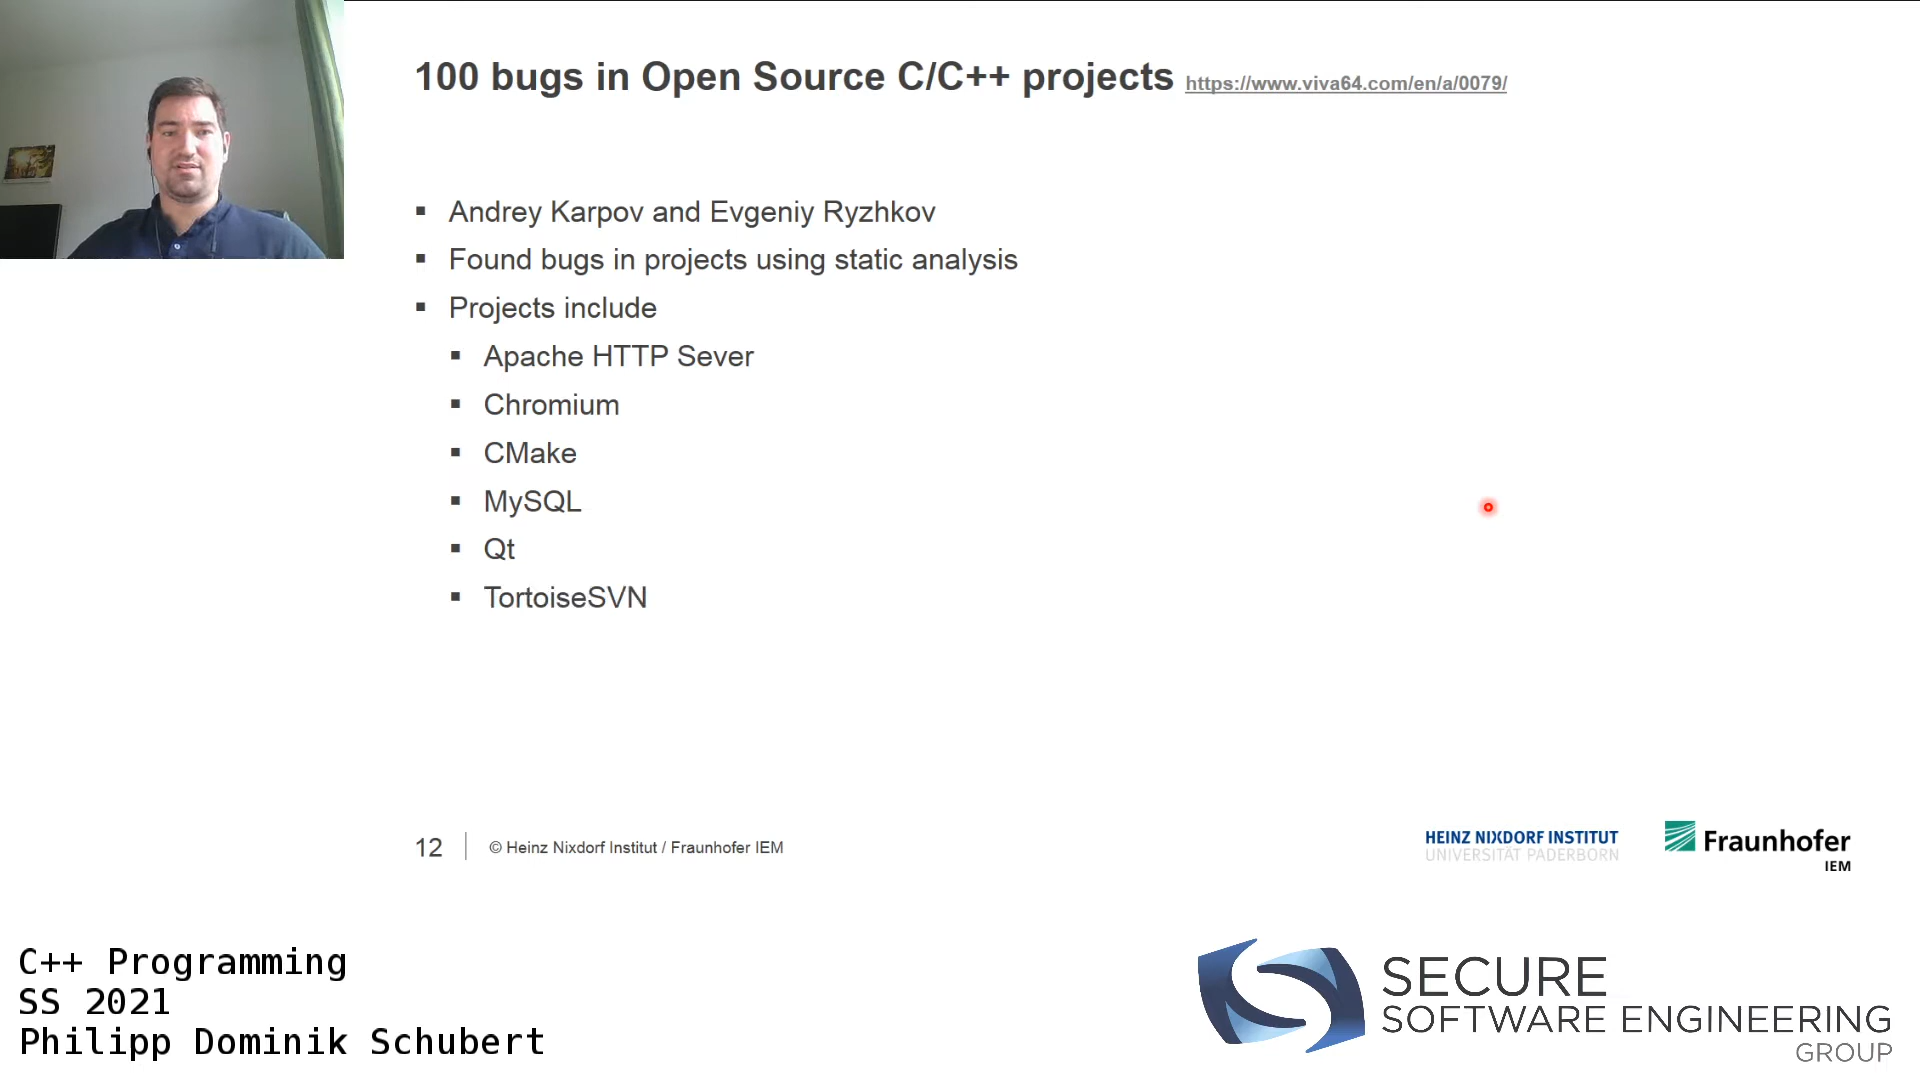 100 bugs in Open Source C/C++ projects https://www.viva64.com/en/a/0079/
▪ Andrey Karpov and Evgeniy Ryzhkov
▪ Found bugs in projects using static analysis
▪ Projects include
▪ Apache HTTP Sever
▪ Chromium
▪ CMake
▪ MySQL
▪ Qt
▪ TortoiseSVN
12 © Heinz Nixdorf Institut / Fraunhofer IEM
HEINZ NIXDORF INSTITUT
UNIVERSITÄT PADERBORN
Fraunhofer
IEM
C++ Programming
SS 2021
Philipp Dominik Schubert
SECURE
SOFTWARE ENGINEERING
GROUP